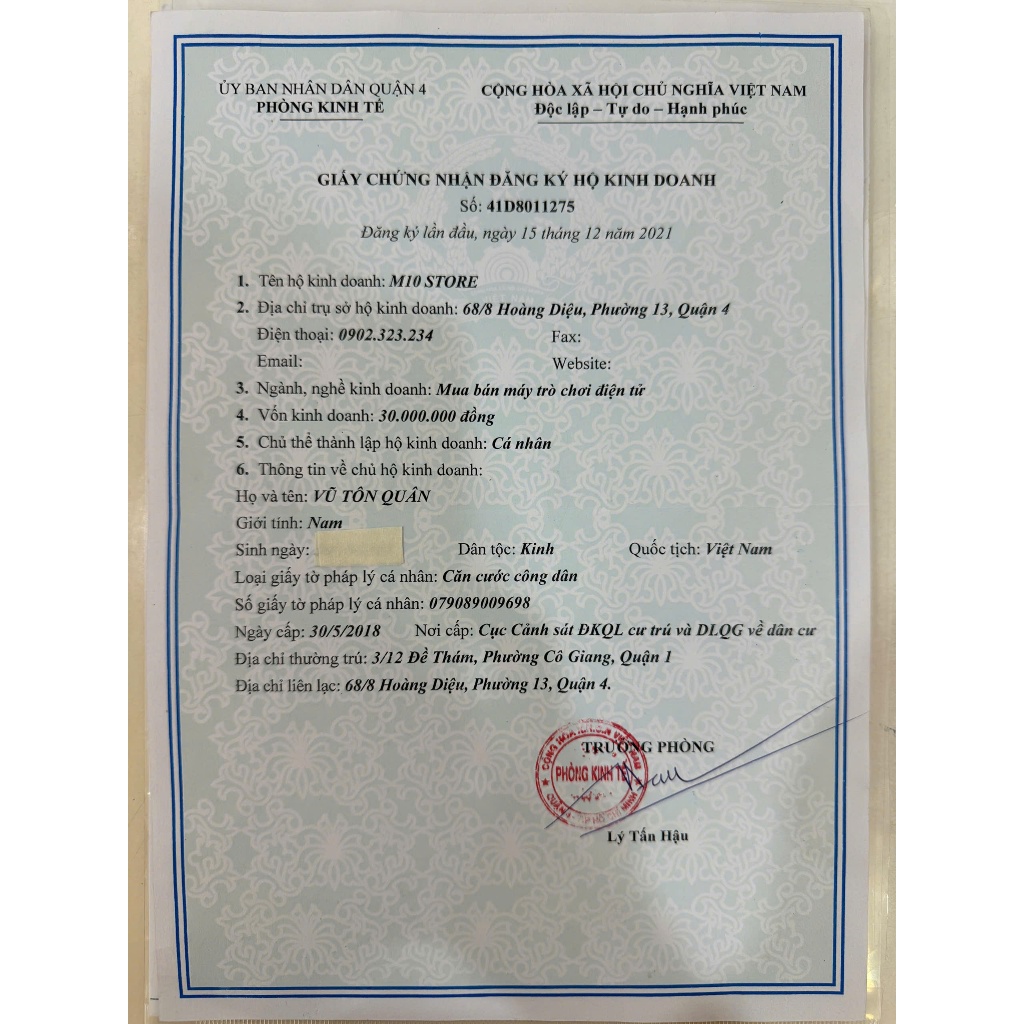 ỦY BAN NHÂN DÂN QUẬN 4
PHÒNG KINH TẾ
CỘNG HÒA XÃ HỘI CHỦ NGHĨA VIỆT NAM
Độc lập – Tự do – Hạnh phúc
GIẤY CHỨNG NHẬN ĐĂNG KÝ HỘ KINH DOANH
Số: 41D8011275
Đăng ký lần đầu, ngày 15 tháng 12 năm 2021
1. Tên hộ kinh doanh: M10 STORE
2. Địa chỉ trụ sở hộ kinh doanh: 68/8 Hoàng Diệu, Phường 13, Quận 4
Điện thoại: 0902.323.234 Fax:
Email: Website:
3. Ngành, nghề kinh doanh: Mua bán máy trò chơi điện tử
4. Vốn kinh doanh: 30.000.000 đồng
5. Chủ thể thành lập hộ kinh doanh: Cá nhân
6. Thông tin về chủ hộ kinh doanh:
Họ và tên: VŨ TÔN QUÂN
Giới tính: Nam
Sinh ngày: Dân tộc: Kinh Quốc tịch: Việt Nam
Loại giấy tờ pháp lý cá nhân: Căn cước công dân
Số giấy tờ pháp lý cá nhân: 079089009698
Ngày cấp: 30/5/2018 Nơi cấp: Cục Cảnh sát ĐKQL cư trú và DLQG về dân cư
Địa chỉ thường trú: 3/12 Đề Thám, Phường Cô Giang, Quận 1
Địa chỉ liên lạc: 68/8 Hoàng Diệu, Phường 13, Quận 4.
TRƯỞNG PHÒNG
PHÒNG KINH TẾ
Lý Tấn Hậu